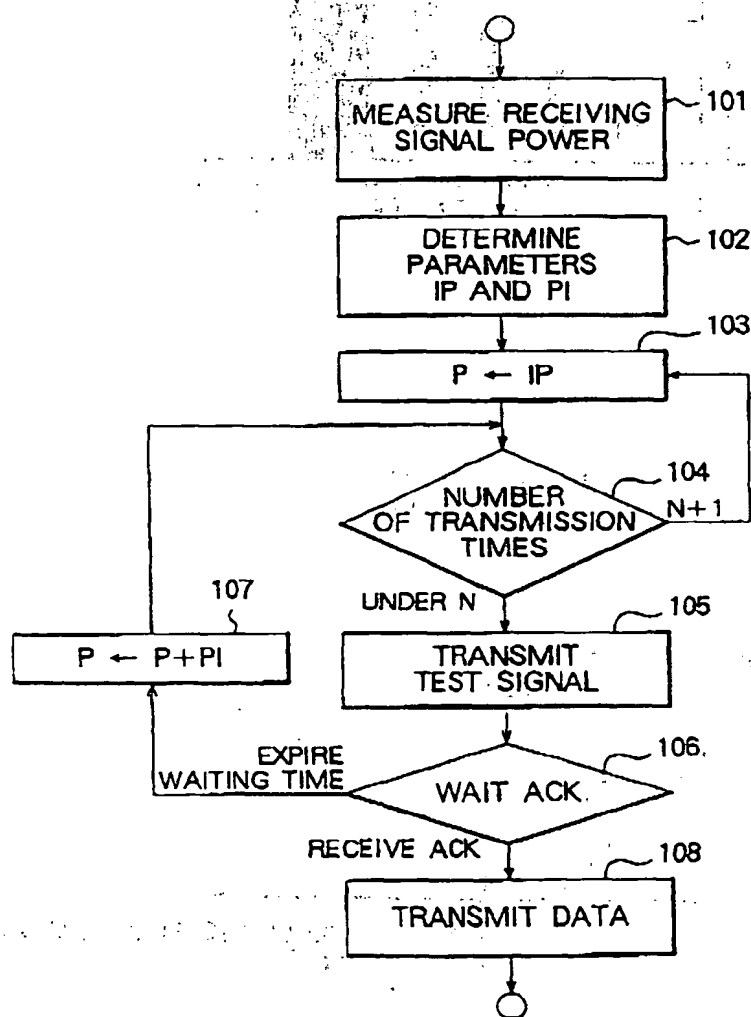 MEASURE RECEIVING
SIGNAL POWER
101
DETERMINE
PARAMETERS
IP AND PI
102
103
P ← IP
104
NUMBER
OF TRANSMISSION
TIMES
N+1
UNDER N
107
P ← P+PI
105
TRANSMIT
TEST SIGNAL
EXPIRE
WAITING TIME
106
WAIT ACK
RECEIVE ACK
108
TRANSMIT DATA